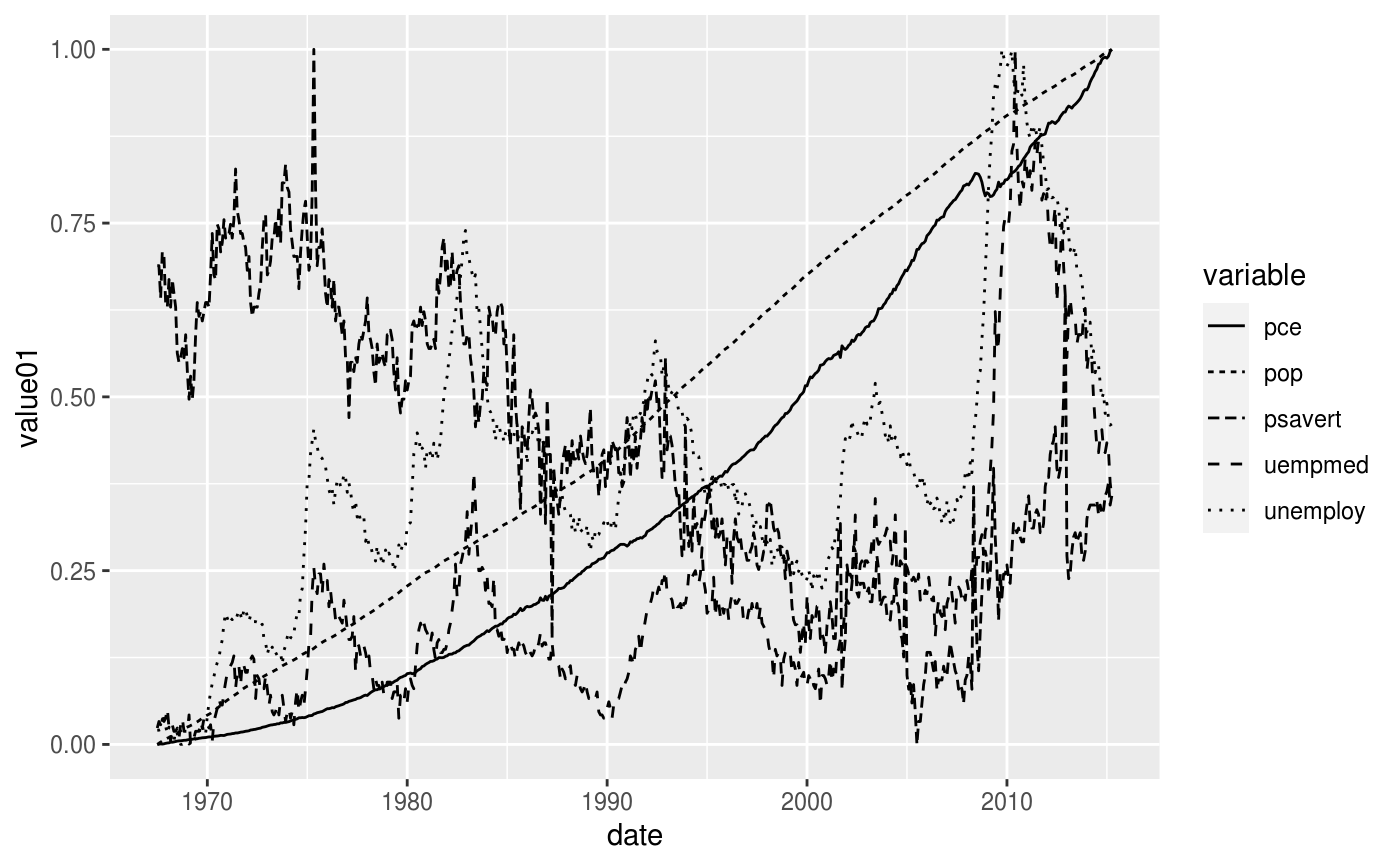 1.00
0.75
0.50
0.25
0.00
value01
1970 1980 1990 2000 2010
date
variable
pce
pop
psavert
uempmed
unemploy